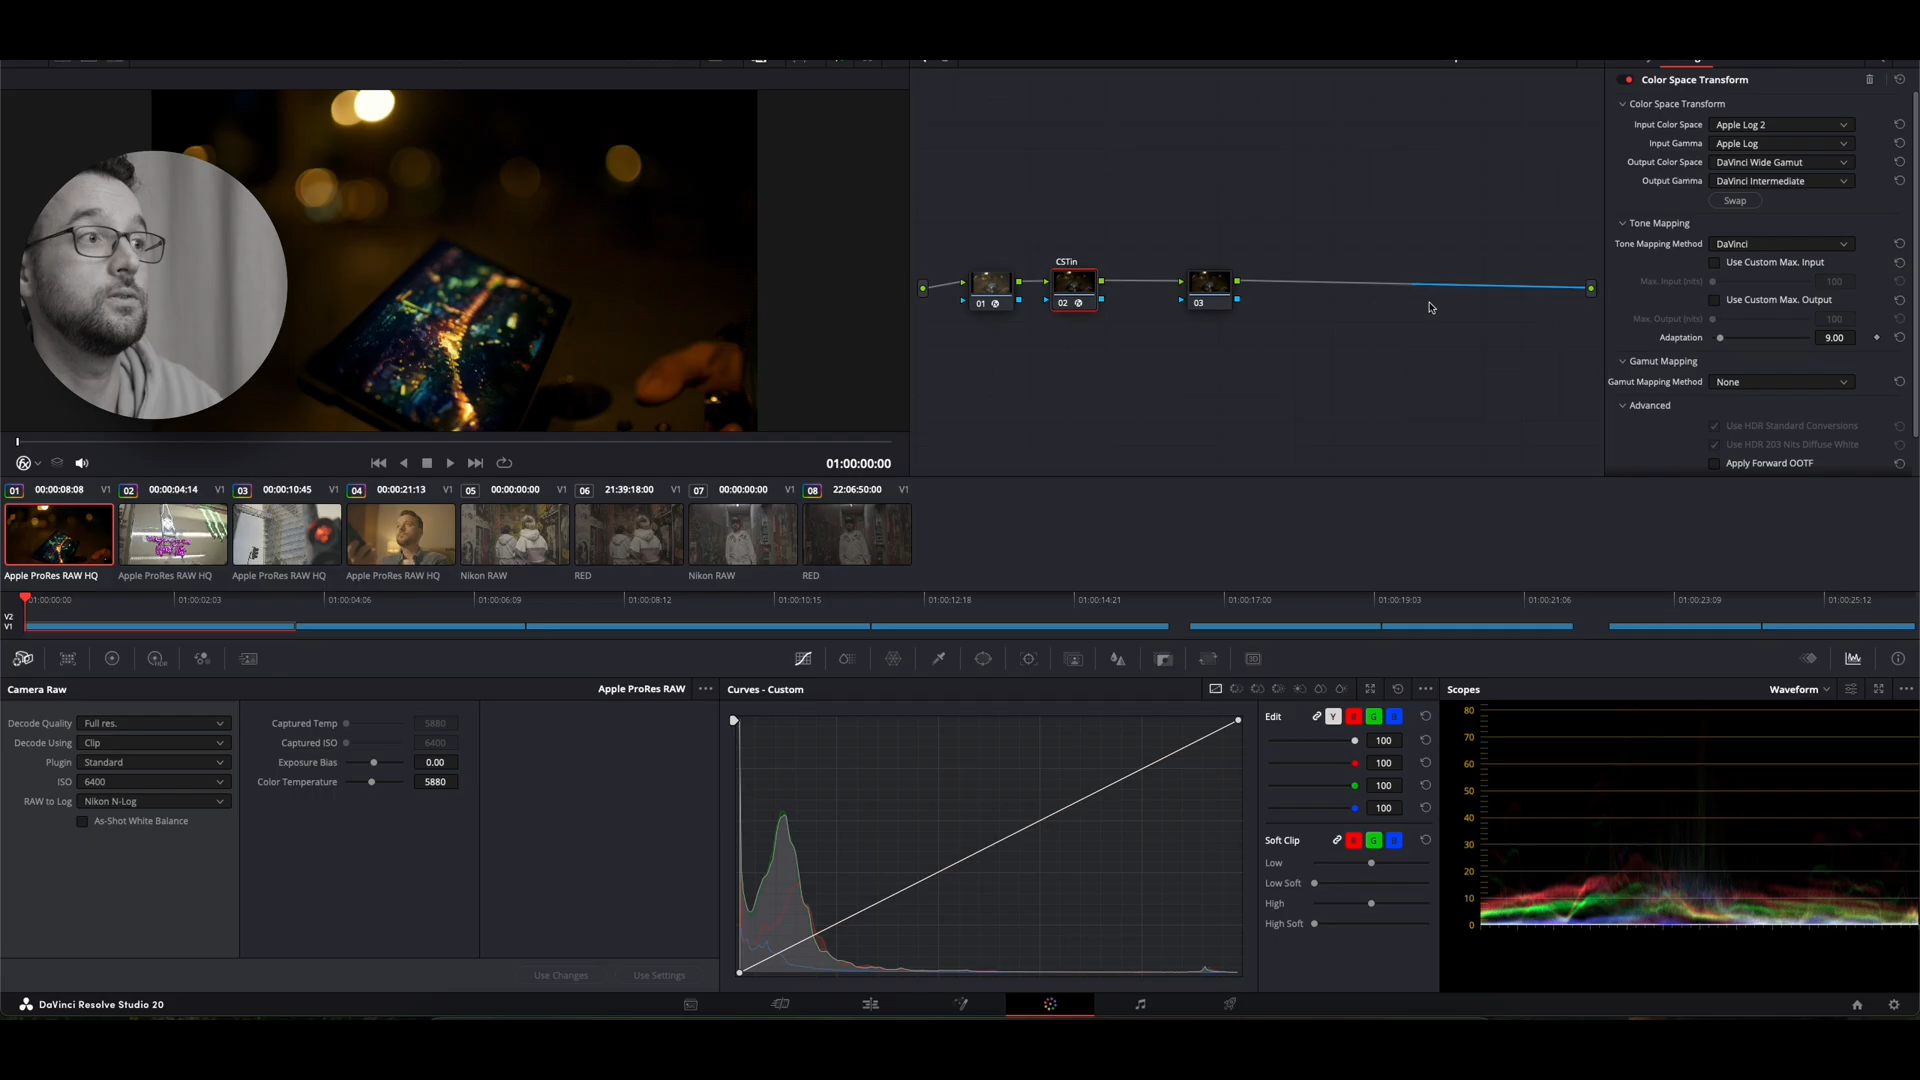 Color Space Transform
Color Space Transform
Input Color Space Apple Log 2
Input Gamma Apple Log
Output Color Space DaVinci Wide Gamut
Output Gamma DaVinci Intermediate
Swap
Tone Mapping
Tone Mapping Method DaVinci
Use Custom Max. Input
Max. Input (nits) 100
Use Custom Max. Output
Max. Output (nits) 100
Adaptation 9.00
Gamut Mapping
Gamut Mapping Method None
Advanced
Use HDR Standard Conversions
Use HDR 203 Nits Diffuse White
Apply Forward OOTF
CSTin
01 02 03
01:00:00:00
01 00:00:08:08 V1 02 00:00:04:14 V1 03 00:00:10:45 V1 04 00:00:21:13 V1 05 00:00:00:00 V1 06 21:39:18:00 V1 07 00:00:00:00 V1 08 22:06:50:00 V1
Apple ProRes RAW HQ Apple ProRes RAW HQ Apple ProRes RAW HQ Apple ProRes RAW HQ Nikon RAW RED Nikon RAW RED
01:00:00:00 01:00:02:03 01:00:04:06 01:00:06:09 01:00:08:12 01:00:10:15 01:00:12:18 01:00:14:21 01:00:17:00 01:00:19:03 01:00:21:06 01:00:23:09 01:00:25:12
V2
V1
HDR
3D
Camera Raw Apple ProRes RAW
Decode Quality Full res.
Decode Using Clip
Plugin Standard
ISO 6400
RAW to Log Nikon N-Log
As-Shot White Balance
Captured Temp 5880
Captured ISO 6400
Exposure Bias 0.00
Color Temperature 5880
Use Changes Use Settings
Curves - Custom
Edit Y R G B
100
100
100
100
Soft Clip R G B
Low
Low Soft
High
High Soft
Scopes Waveform
80
70
60
50
40
30
20
10
0
DaVinci Resolve Studio 20